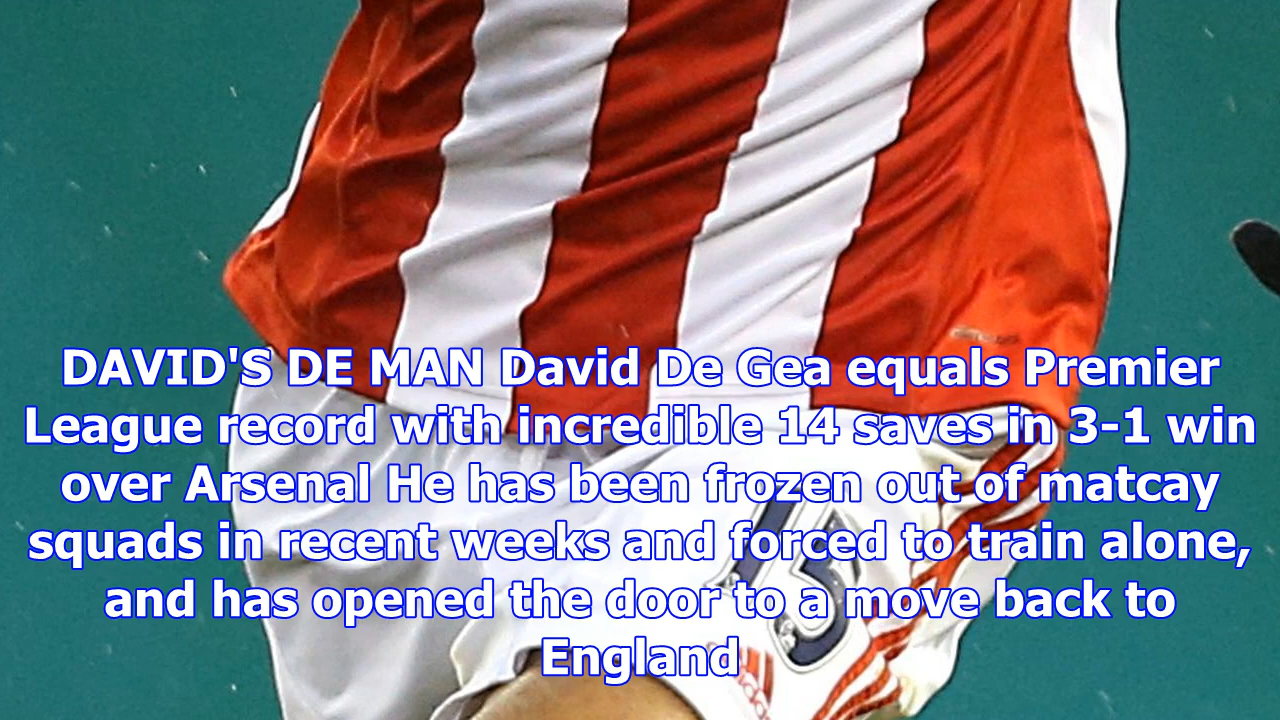 DAVID'S DE MAN David De Gea equals Premier
League record with incredible 14 saves in 3-1 win
over Arsenal He has been frozen out of matcay
squads in recent weeks and forced to train alone,
and has opened the door to a move back to
England
15
adidas